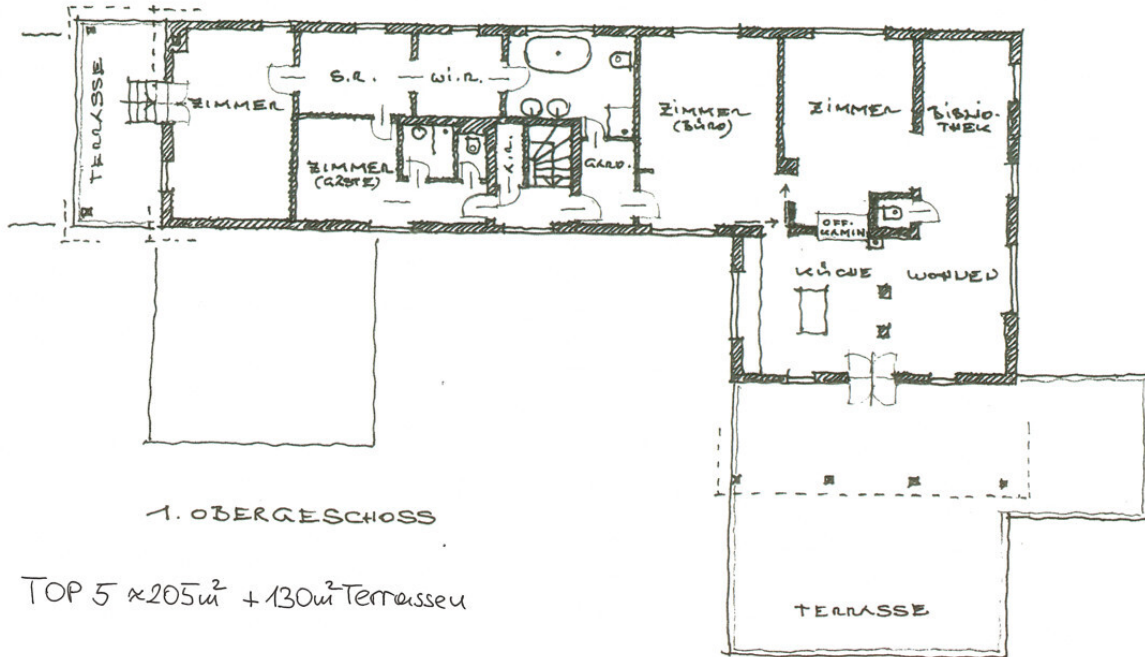 TERRASSE
ZIMMER
S.R.
WI.R.
ZIMMER
(GÄSTE)
A.R.
GARD.
ZIMMER
(BÜRO)
ZIMMER
BIBLIO-
THEK
OFF.
KAMIN
KÜCHE
WOHNEN
TERRASSE
1. OBERGESCHOSS
TOP 5 ≈205m² + 130m² Terrassen